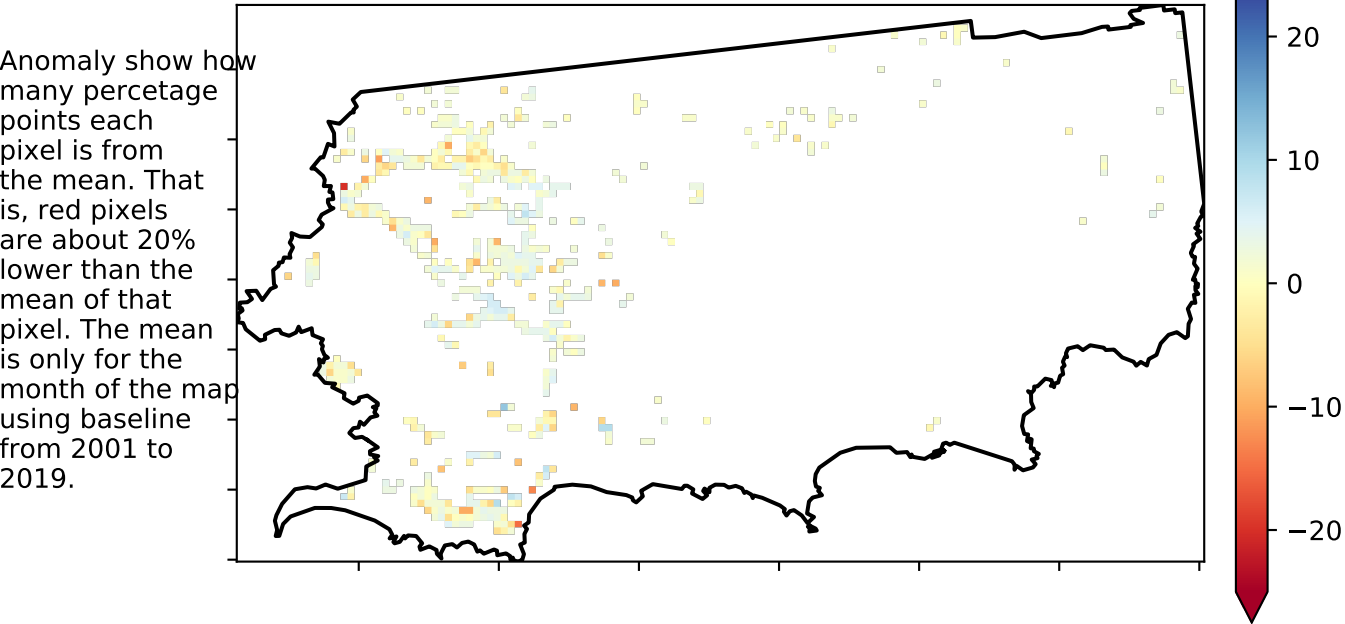 Anomaly show how
many percetage
points each
pixel is from
the mean. That
is, red pixels
are about 20%
lower than the
mean of that
pixel. The mean
is only for the
month of the map
using baseline
from 2001 to
2019.
20
10
0
−10
−20